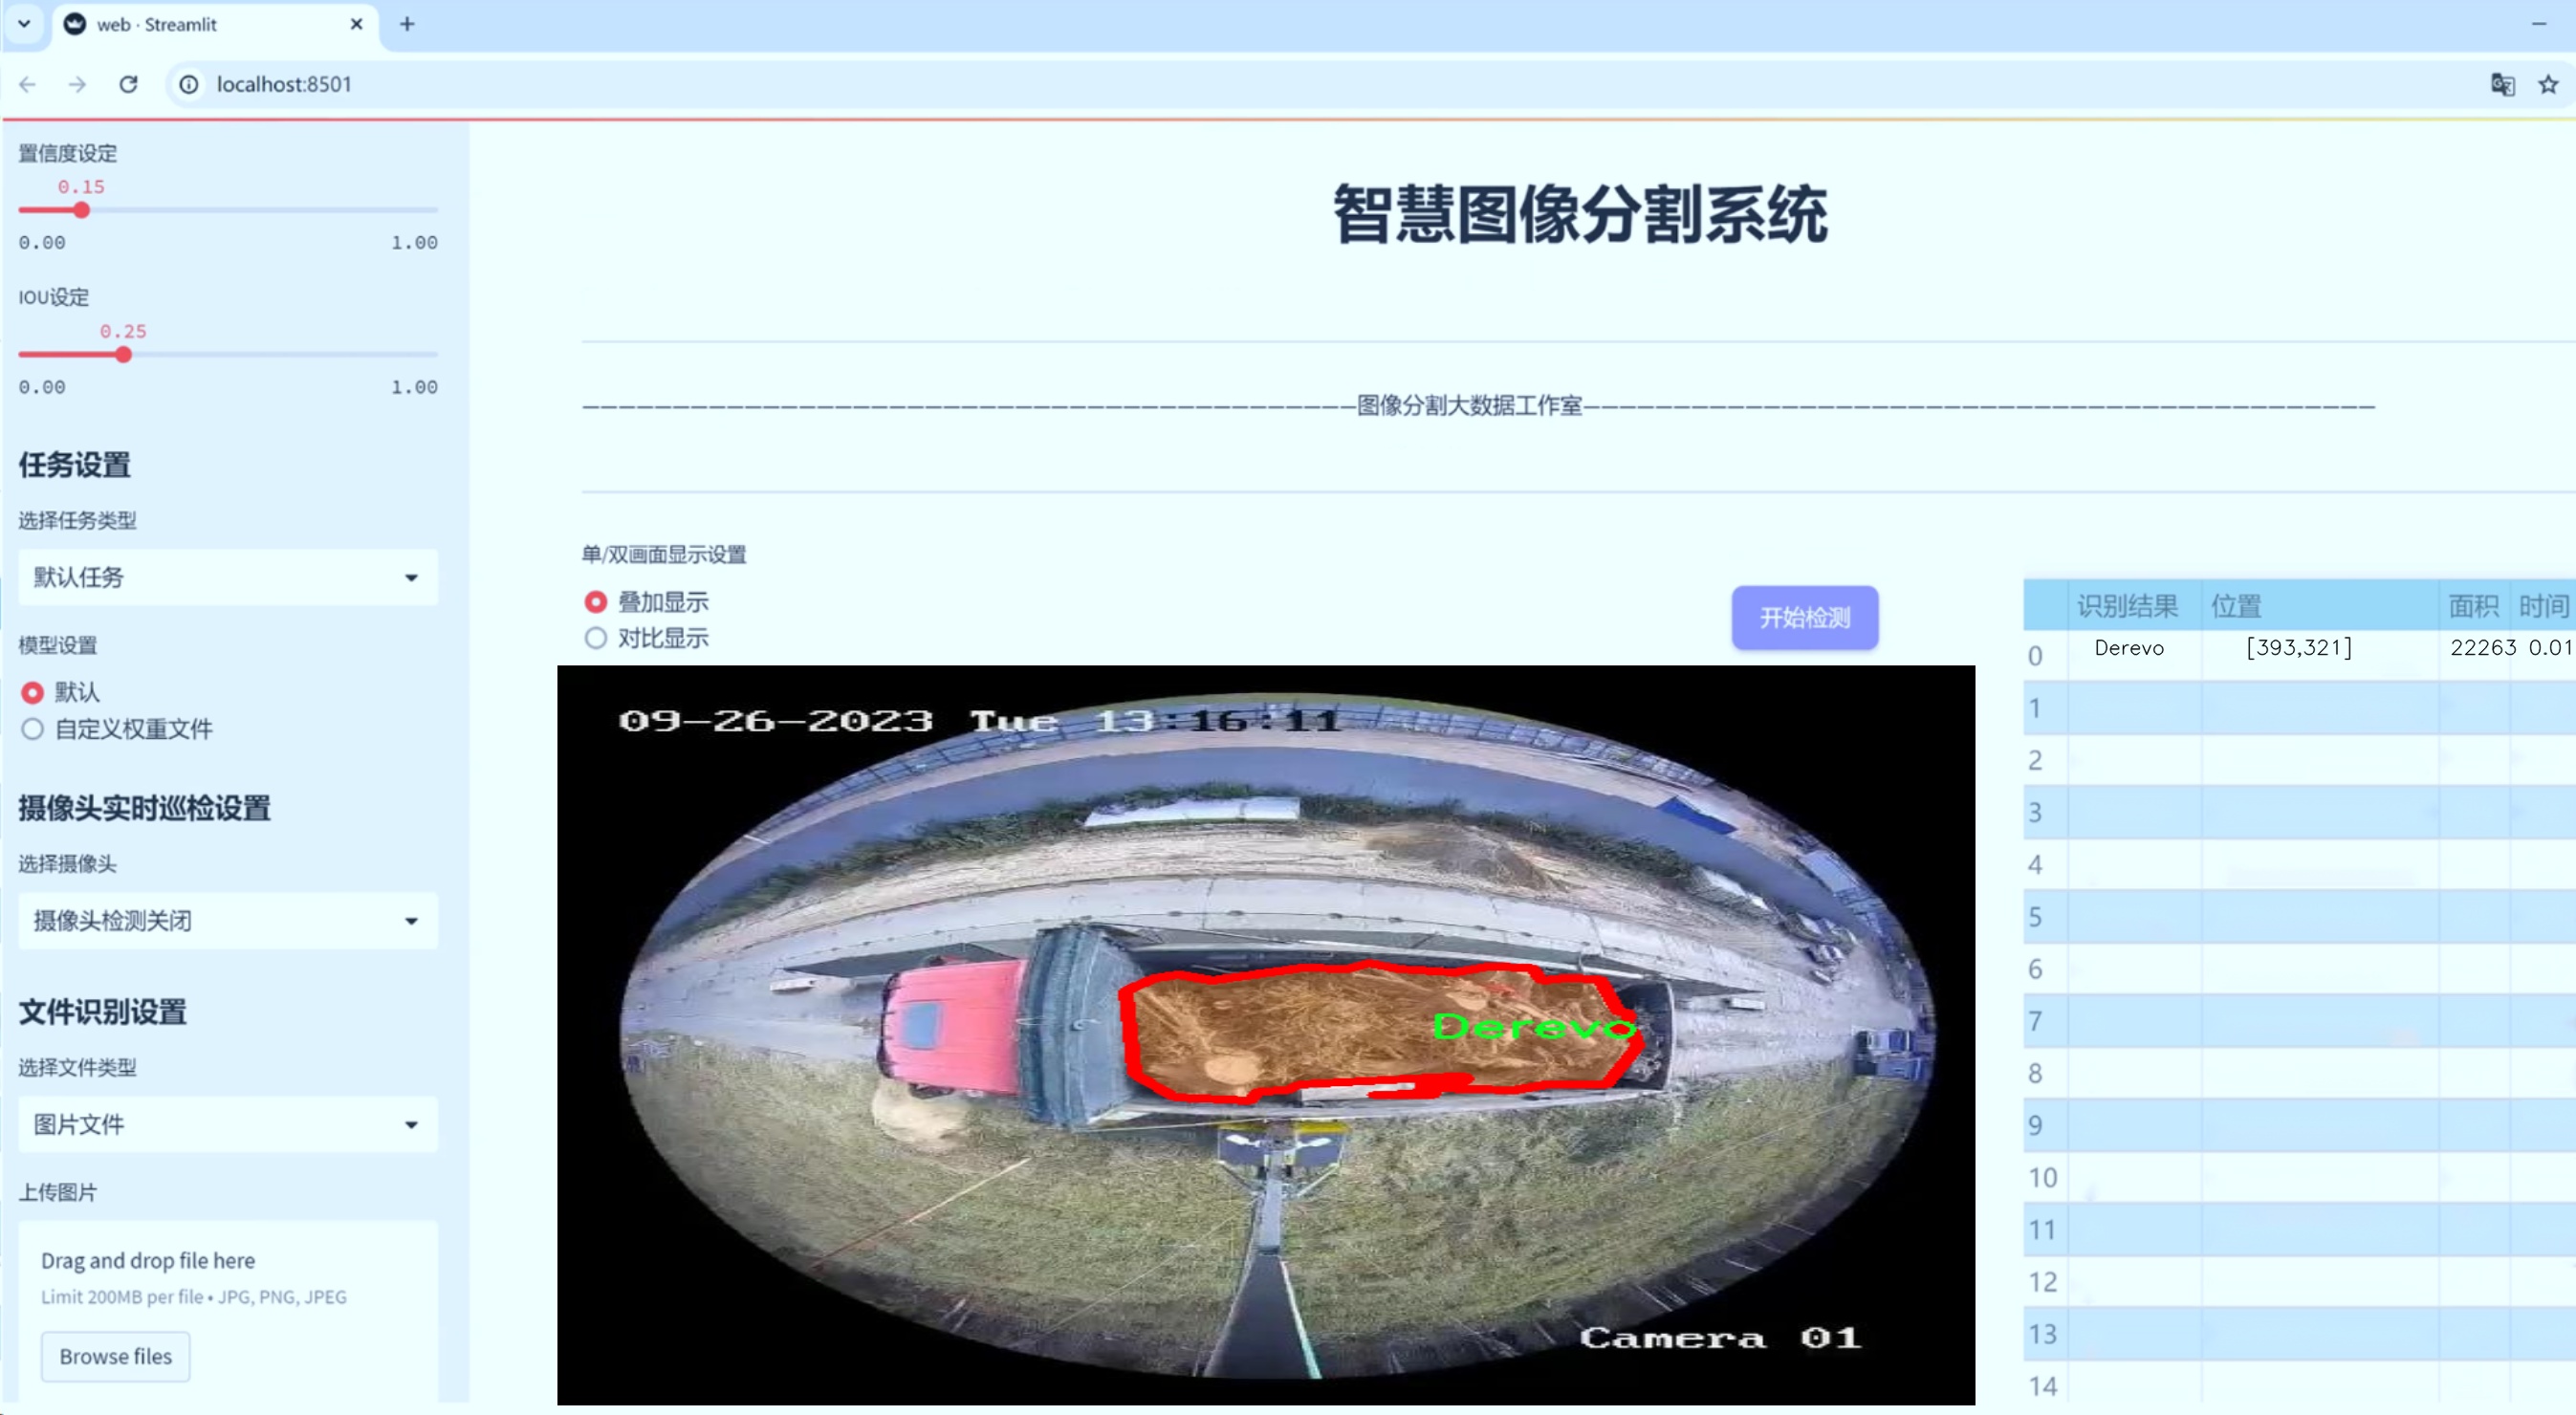 web · Streamlit
localhost:8501
置信度设定
0.15
0.00 1.00
IOU设定
0.25
0.00 1.00
任务设置
选择任务类型
默认任务
模型设置
默认
自定义权重文件
摄像头实时巡检设置
选择摄像头
摄像头检测关闭
文件识别设置
选择文件类型
图片文件
上传图片
Drag and drop file here
Limit 200MB per file • JPG, PNG, JPEG
Browse files
智慧图像分割系统
图像分割大数据工作室
单/双画面显示设置
叠加显示
对比显示
开始检测
09-26-2023 Tue 13:16:11
Derevo
Camera 01
识别结果 位置 面积 时间
0 Derevo [393,321] 22263 0.01
1
2
3
4
5
6
7
8
9
10
11
12
13
14